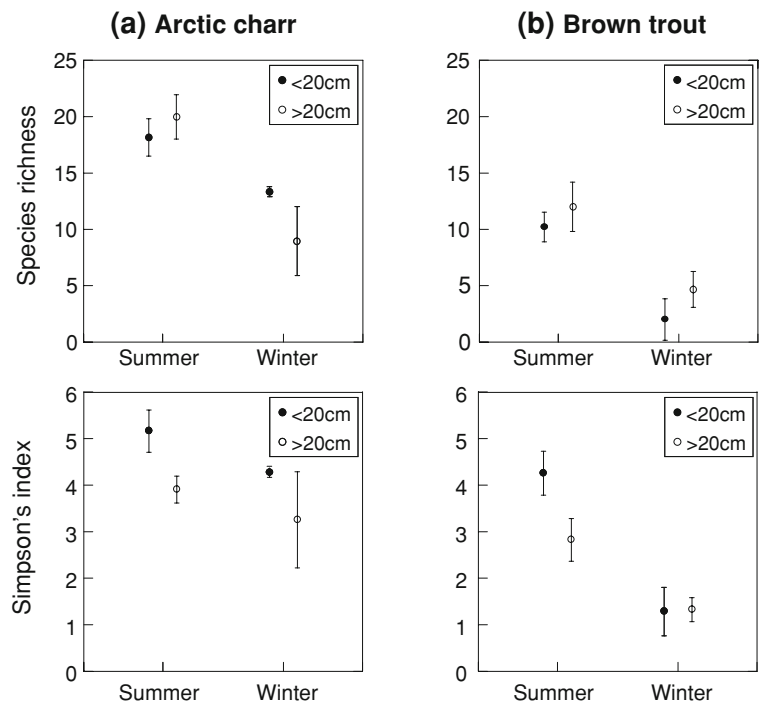 (a) Arctic charr
(b) Brown trout
Species richness
25
20
15
10
5
0
<20cm
>20cm
Summer
Winter
25
20
15
10
5
0
<20cm
>20cm
Summer
Winter
Simpson's index
6
5
4
3
2
1
0
<20cm
>20cm
Summer
Winter
6
5
4
3
2
1
0
<20cm
>20cm
Summer
Winter